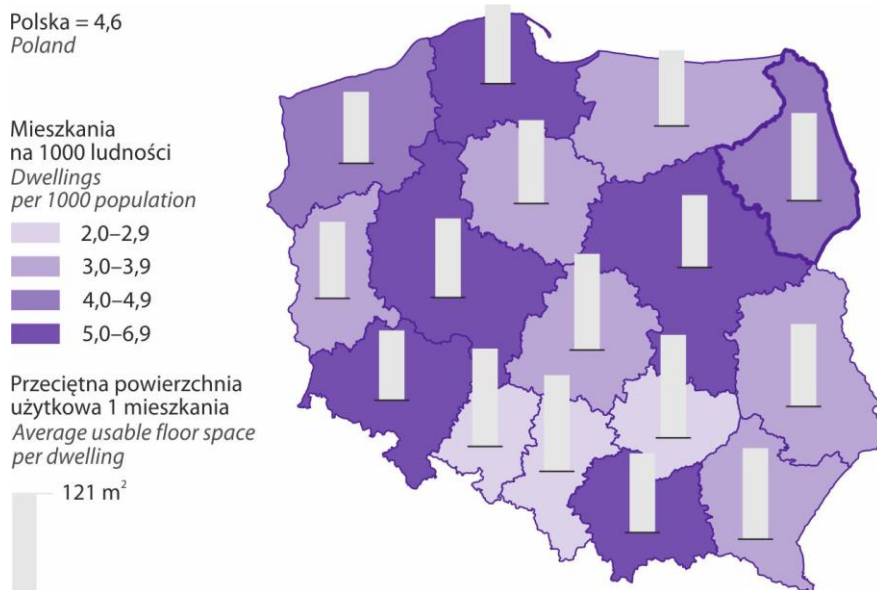 Polska = 4,6
Poland
Mieszkania
na 1000 ludności
Dwellings
per 1000 population
2,0–2,9
3,0–3,9
4,0–4,9
5,0–6,9
Przeciętna powierzchnia
użytkowa 1 mieszkania
Average usable floor space
per dwelling
121 m²